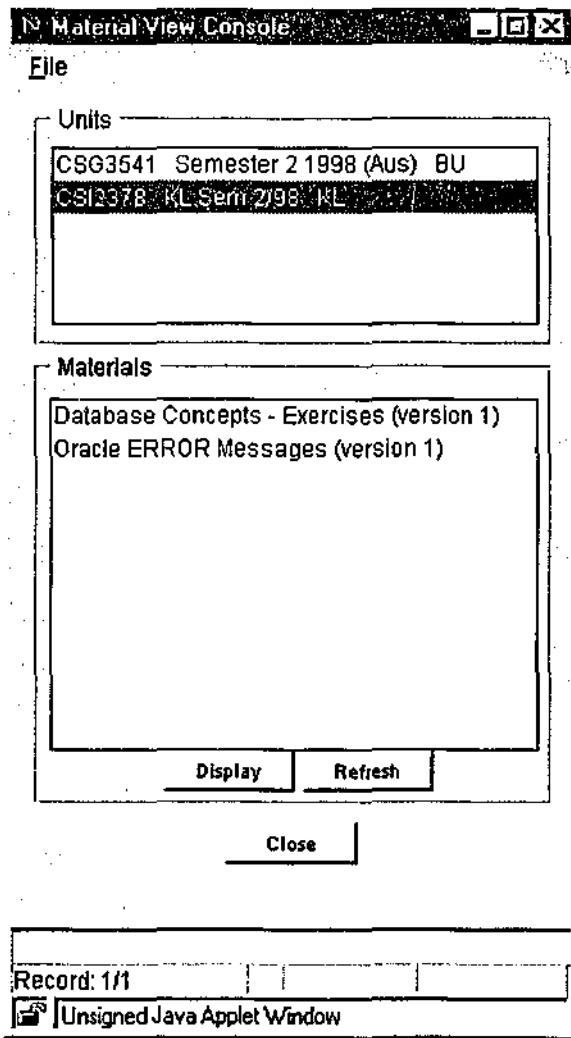 Material View Console
File
Units
CSG3541 Semester 2 1998 (Aus) BU
CSI2378 KL Sem 2/98 KL
Materials
Database Concepts - Exercises (version 1)
Oracle ERROR Messages (version 1)
Display Refresh
Close
Record: 1/1
Unsigned Java Applet Window